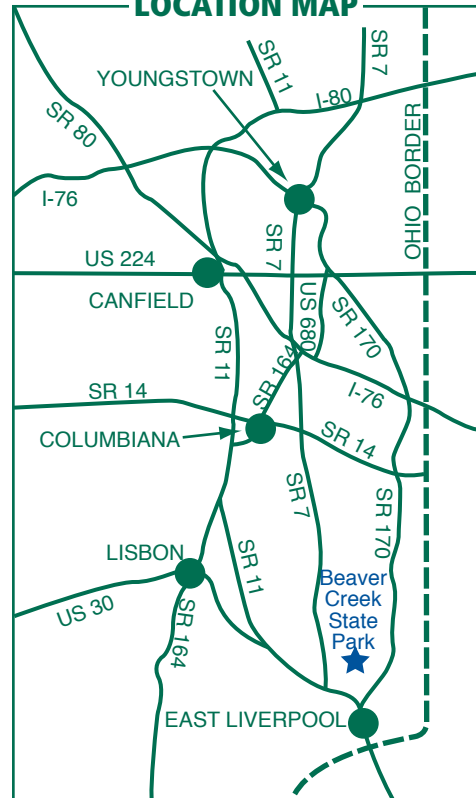 LOCATION MAP
SR 11
SR 7
YOUNGSTOWN
I-80
SR 80
OHIO BORDER
I-76
SR 7
US 224
CANFIELD
US 680
SR 170
SR 11
SR 164
I-76
SR 14
COLUMBIANA
SR 14
SR 7
SR 170
LISBON
SR 11
Beaver
Creek
State
Park
US 30
SR 164
EAST LIVERPOOL